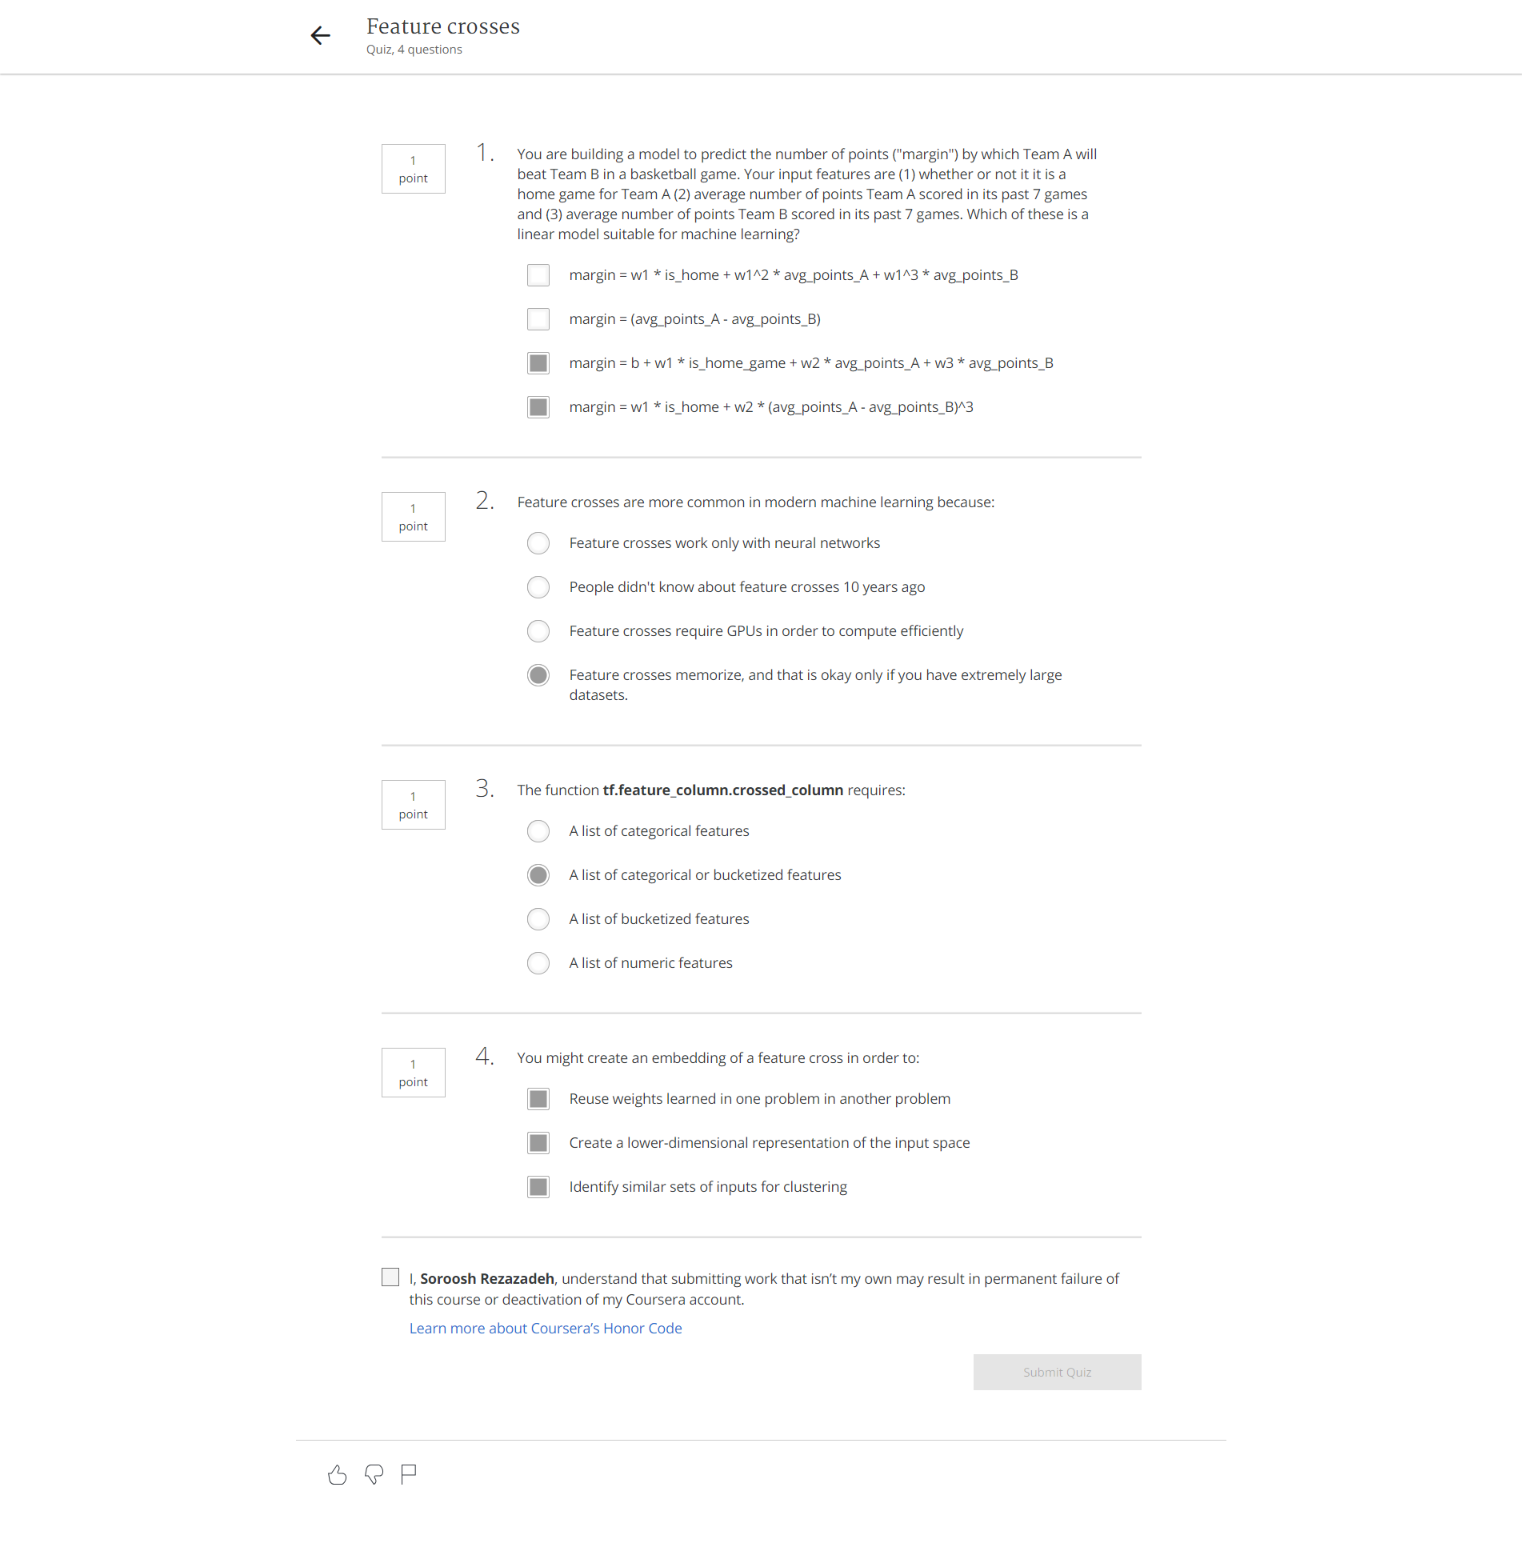 Feature crosses
Quiz, 4 questions
1
point
1.
You are building a model to predict the number of points ("margin") by which Team A will
beat Team B in a basketball game. Your input features are (1) whether or not it it is a
home game for Team A (2) average number of points Team A scored in its past 7 games
and (3) average number of points Team B scored in its past 7 games. Which of these is a
linear model suitable for machine learning?
margin = w1 * is_home + w1^2 * avg_points_A + w1^3 * avg_points_B
margin = (avg_points_A - avg_points_B)
margin = b + w1 * is_home_game + w2 * avg_points_A + w3 * avg_points_B
margin = w1 * is_home + w2 * (avg_points_A - avg_points_B)^3
1
point
2.
Feature crosses are more common in modern machine learning because:
Feature crosses work only with neural networks
People didn't know about feature crosses 10 years ago
Feature crosses require GPUs in order to compute efficiently
Feature crosses memorize, and that is okay only if you have extremely large
datasets.
1
point
3.
The function tf.feature_column.crossed_column requires:
A list of categorical features
A list of categorical or bucketized features
A list of bucketized features
A list of numeric features
1
point
4.
You might create an embedding of a feature cross in order to:
Reuse weights learned in one problem in another problem
Create a lower-dimensional representation of the input space
Identify similar sets of inputs for clustering
I, Soroosh Rezazadeh, understand that submitting work that isn't my own may result in permanent failure of
this course or deactivation of my Coursera account.
Learn more about Coursera's Honor Code
Submit Quiz